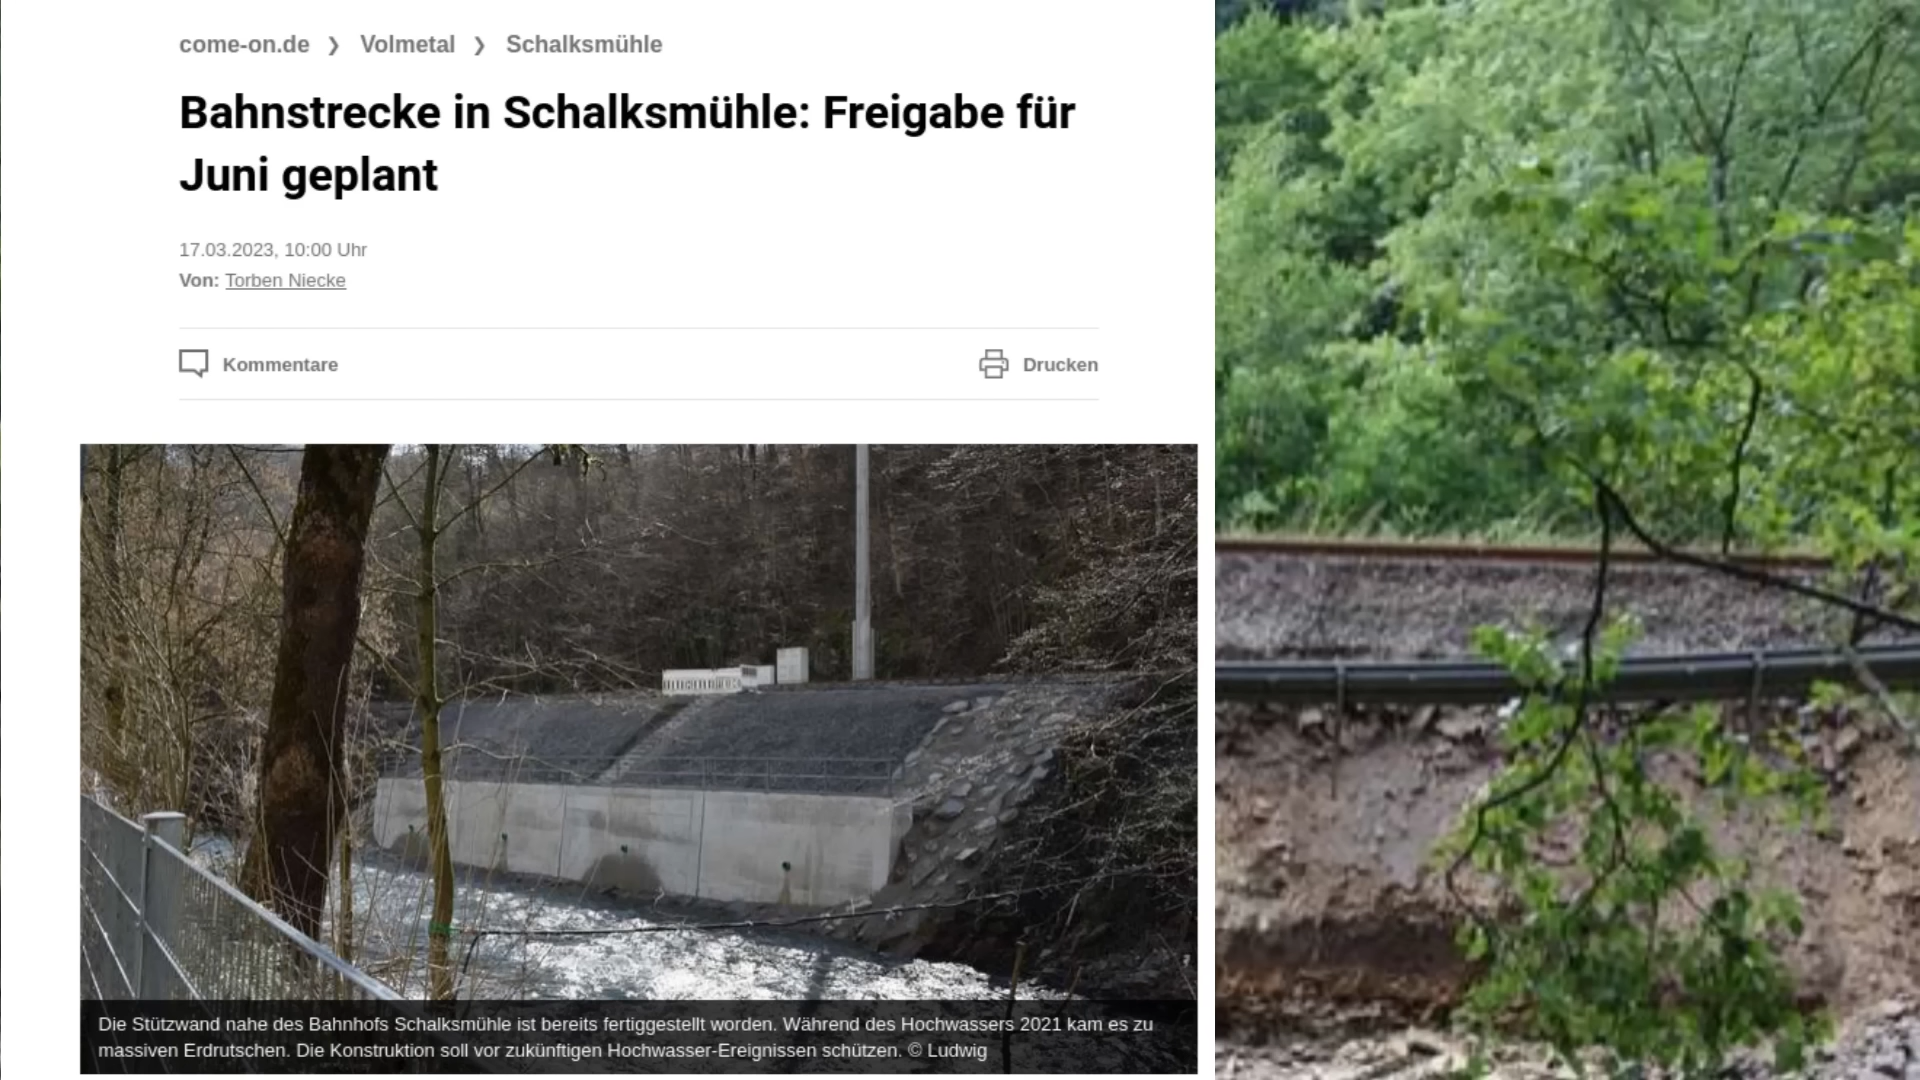 come-on.de ❯ Volmetal ❯ Schalksmühle
Bahnstrecke in Schalksmühle: Freigabe für
Juni geplant
17.03.2023, 10:00 Uhr
Von: Torben Niecke
Kommentare
Drucken
Die Stützwand nahe des Bahnhofs Schalksmühle ist bereits fertiggestellt worden. Während des Hochwassers 2021 kam es zu
massiven Erdrutschen. Die Konstruktion soll vor zukünftigen Hochwasser-Ereignissen schützen. © Ludwig